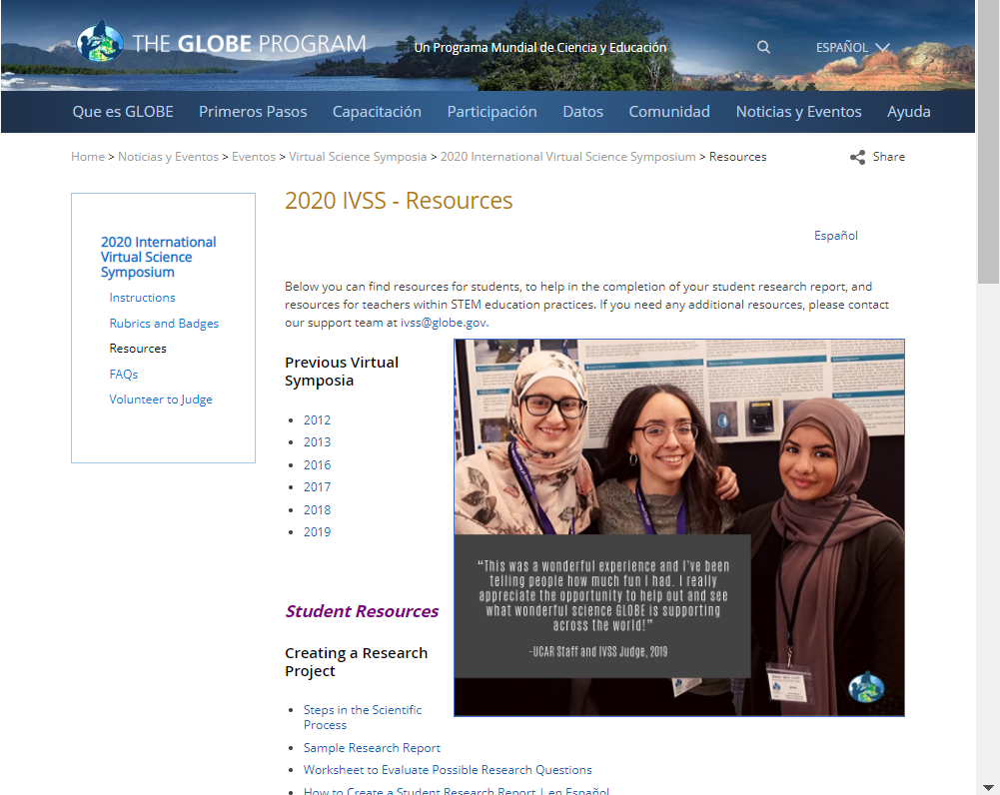 THE GLOBE PROGRAM
Un Programa Mundial de Ciencia y Educación
ESPAÑOL
Que es GLOBE Primeros Pasos Capacitación Participación Datos Comunidad Noticias y Eventos Ayuda
Home > Noticias y Eventos > Eventos > Virtual Science Symposia > 2020 International Virtual Science Symposium > Resources
Share
2020 International
Virtual Science
Symposium
Instructions
Rubrics and Badges
Resources
FAQs
Volunteer to Judge
2020 IVSS - Resources
Español
Below you can find resources for students, to help in the completion of your student research report, and
resources for teachers within STEM education practices. If you need any additional resources, please contact
our support team at ivss@globe.gov.
Previous Virtual
Symposia
2012
2013
2016
2017
2018
2019
"This was a wonderful experience and I've been
telling people how much fun I had. I really
appreciate the opportunity to help out and see
what wonderful science GLOBE is supporting
across the world!"
-UCAR Staff and IVSS Judge, 2019
Student Resources
Creating a Research
Project
Steps in the Scientific
Process
Sample Research Report
Worksheet to Evaluate Possible Research Questions
How to Create a Student Research Report | en Español